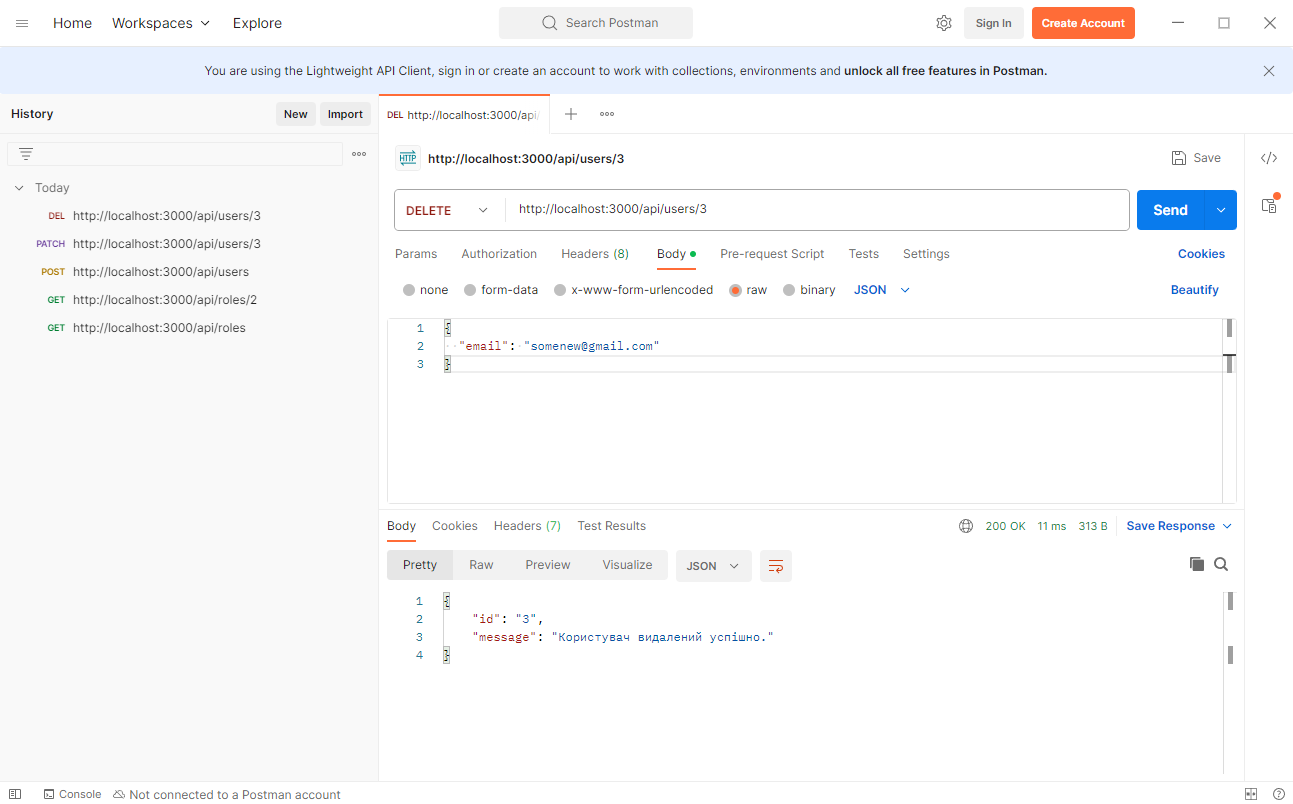 Home Workspaces Explore Search Postman Sign In Create Account
You are using the Lightweight API Client, sign in or create an account to work with collections, environments and unlock all free features in Postman.
History New Import
DEL http://localhost:3000/api/
HTTP http://localhost:3000/api/users/3 Save
Today
DEL http://localhost:3000/api/users/3
PATCH http://localhost:3000/api/users/3
POST http://localhost:3000/api/users
GET http://localhost:3000/api/roles/2
GET http://localhost:3000/api/roles
DELETE http://localhost:3000/api/users/3 Send
Params Authorization Headers (8) Body Pre-request Script Tests Settings Cookies
none form-data x-www-form-urlencoded raw binary JSON Beautify
1 {
2 "email": "somenew@gmail.com"
3 }
Body Cookies Headers (7) Test Results 200 OK 11 ms 313 B Save Response
Pretty Raw Preview Visualize JSON
1 {
2 "id": "3",
3 "message": "Користувач видалений успішно."
4 }
Console Not connected to a Postman account